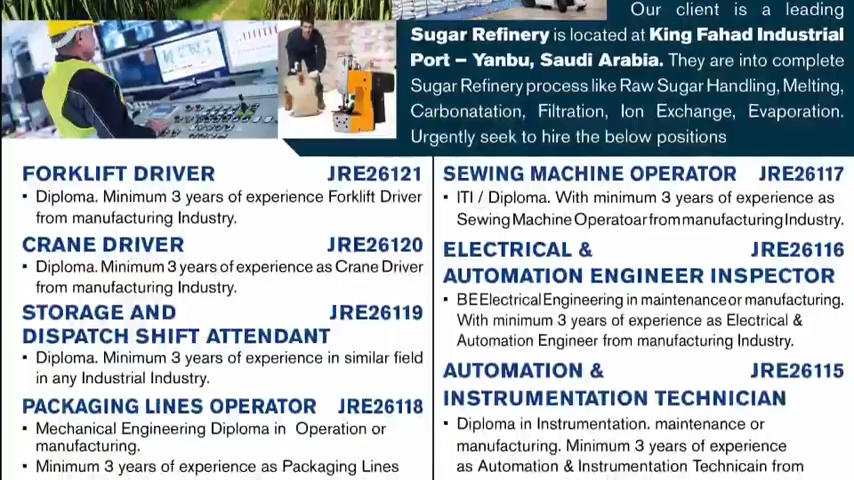 Our client is a leading
Sugar Refinery is located at King Fahad Industrial
Port – Yanbu, Saudi Arabia. They are into complete
Sugar Refinery process like Raw Sugar Handling, Melting,
Carbonatation, Filtration, Ion Exchange, Evaporation.
Urgently seek to hire the below positions
FORKLIFT DRIVER JRE26121
▪ Diploma. Minimum 3 years of experience Forklift Driver
from manufacturing Industry.
CRANE DRIVER JRE26120
▪ Diploma. Minimum 3 years of experience as Crane Driver
from manufacturing Industry.
STORAGE AND JRE26119
DISPATCH SHIFT ATTENDANT
▪ Diploma. Minimum 3 years of experience in similar field
in any Industrial Industry.
PACKAGING LINES OPERATOR JRE26118
▪ Mechanical Engineering Diploma in Operation or
manufacturing.
▪ Minimum 3 years of experience as Packaging Lines
SEWING MACHINE OPERATOR JRE26117
▪ ITI / Diploma. With minimum 3 years of experience as
Sewing Machine Operatoar from manufacturing Industry.
ELECTRICAL & JRE26116
AUTOMATION ENGINEER INSPECTOR
▪ BE Electrical Engineering in maintenance or manufacturing.
With minimum 3 years of experience as Electrical &
Automation Engineer from manufacturing Industry.
AUTOMATION & JRE26115
INSTRUMENTATION TECHNICIAN
▪ Diploma in Instrumentation. maintenance or
manufacturing. Minimum 3 years of experience
as Automation & Instrumentation Technicain from